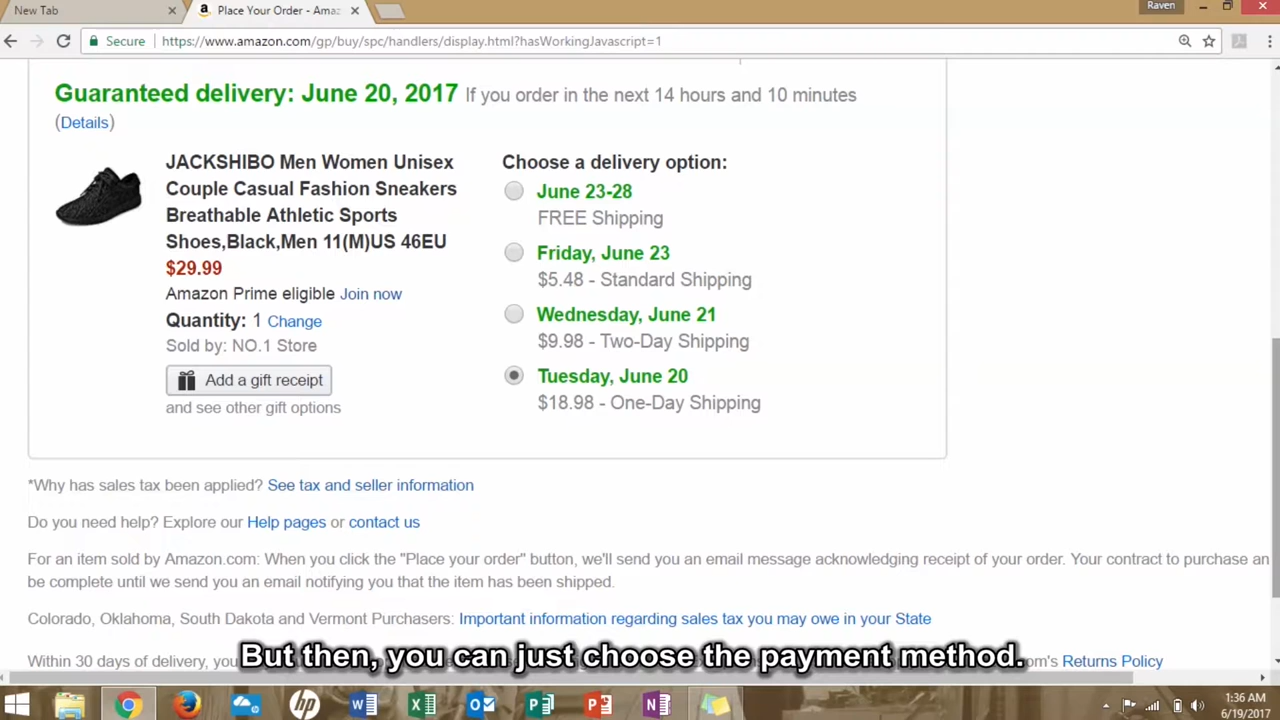 New Tab
Place Your Order - Amaz
Raven
Secure
https://www.amazon.com/gp/buy/spc/handlers/display.html?hasWorkingJavascript=1
Guaranteed delivery: June 20, 2017 If you order in the next 14 hours and 10 minutes
(Details)
JACKSHIBO Men Women Unisex
Couple Casual Fashion Sneakers
Breathable Athletic Sports
Shoes,Black,Men 11(M)US 46EU
$29.99
Amazon Prime eligible Join now
Quantity: 1 Change
Sold by: NO.1 Store
Add a gift receipt
and see other gift options
Choose a delivery option:
June 23-28
FREE Shipping
Friday, June 23
$5.48 - Standard Shipping
Wednesday, June 21
$9.98 - Two-Day Shipping
Tuesday, June 20
$18.98 - One-Day Shipping
*Why has sales tax been applied? See tax and seller information
Do you need help? Explore our Help pages or contact us
For an item sold by Amazon.com: When you click the "Place your order" button, we'll send you an email message acknowledging receipt of your order. Your contract to purchase an
be complete until we send you an email notifying you that the item has been shipped.
Colorado, Oklahoma, South Dakota and Vermont Purchasers: Important information regarding sales tax you may owe in your State
Within 30 days of delivery, you
om's Returns Policy
But then, you can just choose the payment method.
1:36 AM
6/19/2017